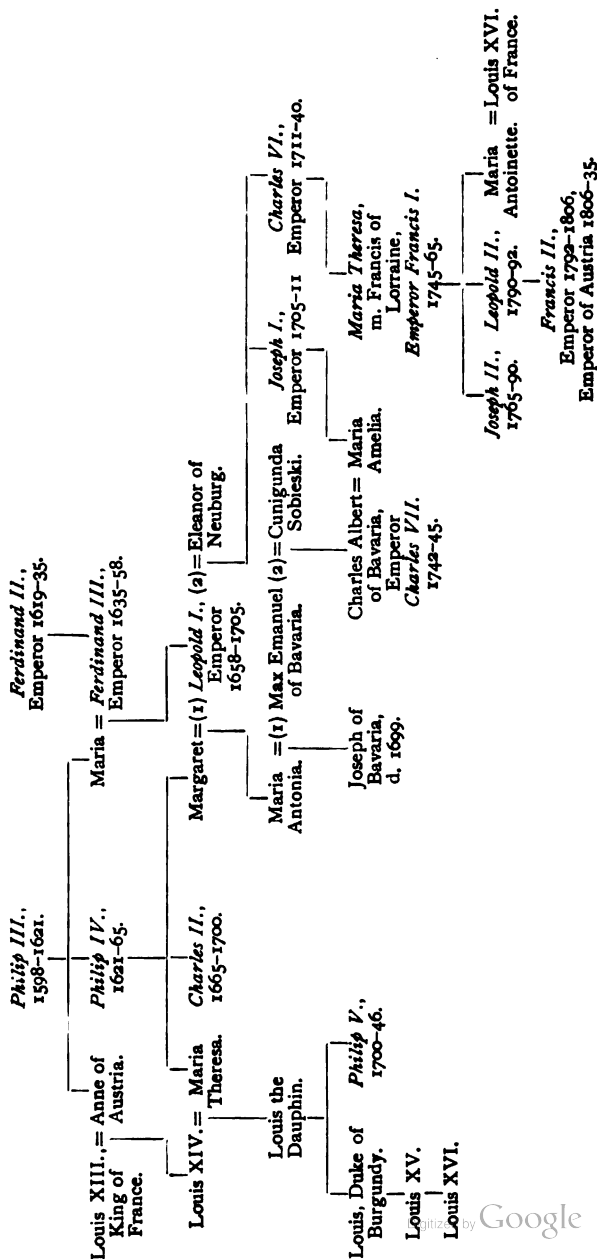 Philip III.,
1598-1621.
Ferdinand II.,
Emperor 1619-35.
Louis XIII.,=Anne of
King of Austria.
France.
Philip IV.,
1621-65.
Maria = Ferdinand III.,
Emperor 1635-58.
Louis XIV.= Maria
Theresa.
Charles II.,
1665-1700.
Margaret=(1) Leopold I., (2)=Eleanor of
Emperor Neuburg.
1658-1705.
Louis the
Dauphin.
Maria =(1) Max Emanuel (2)=Cunigunda
Antonia. of Bavaria. Sobieski.
Joseph I.,
Emperor 1705-11
Charles VI.,
Emperor 1711-40.
Louis, Duke of
Burgundy.
Philip V.,
1700-46.
Joseph of
Bavaria,
d. 1699.
Charles Albert= Maria
of Bavaria, Amelia.
Emperor
Charles VII.
1742-45.
Maria Theresa,
m. Francis of
Lorraine,
Emperor Francis I.
1745-65.
Louis XV.
Louis XVI.
Joseph II.,
1765-90.
Leopold II.,
1790-92.
Maria =Louis XVI.
Antoinette. of France.
Francis II.,
Emperor 1792-1806,
Emperor of Austria 1806-35.
Digitized by Google